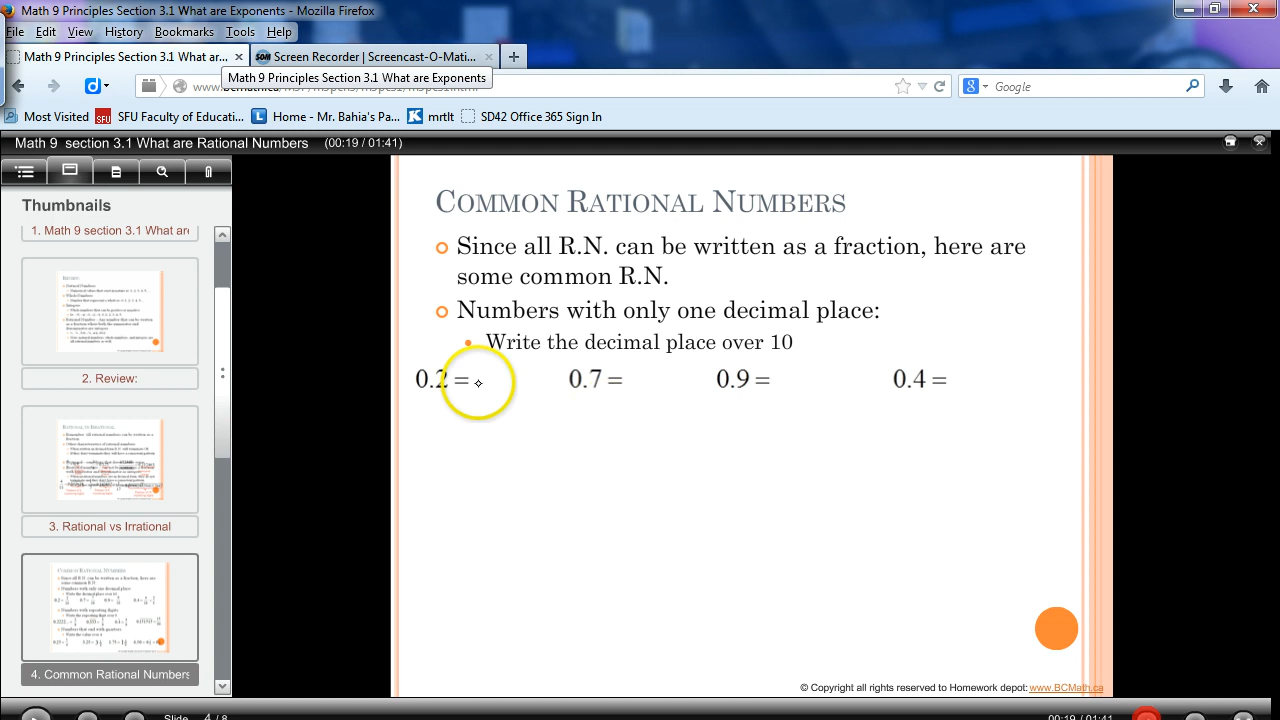 Math 9 Principles Section 3.1 What are Exponents - Mozilla Firefox
File Edit View History Bookmarks Tools Help
Math 9 Principles Section 3.1 What ar... × Screen Recorder | Screencast-O-Mati... × +
Math 9 Principles Section 3.1 What are Exponents
Google
Most Visited SFU Faculty of Educati... Home - Mr. Bahia's Pa... mrtlt SD42 Office 365 Sign In
Math 9 section 3.1 What are Rational Numbers (00:19 / 01:41)
Thumbnails
1. Math 9 section 3.1 What are
2. Review:
3. Rational vs Irrational
4. Common Rational Numbers
COMMON RATIONAL NUMBERS
Since all R.N. can be written as a fraction, here are
some common R.N.
Numbers with only one decimal place:
Write the decimal place over 10
0.2 = 0.7 = 0.9 = 0.4 =
© Copyright all rights reserved to Homework depot: www.BCMath.ca
Slide 4 / 8 00:19 / 01:41